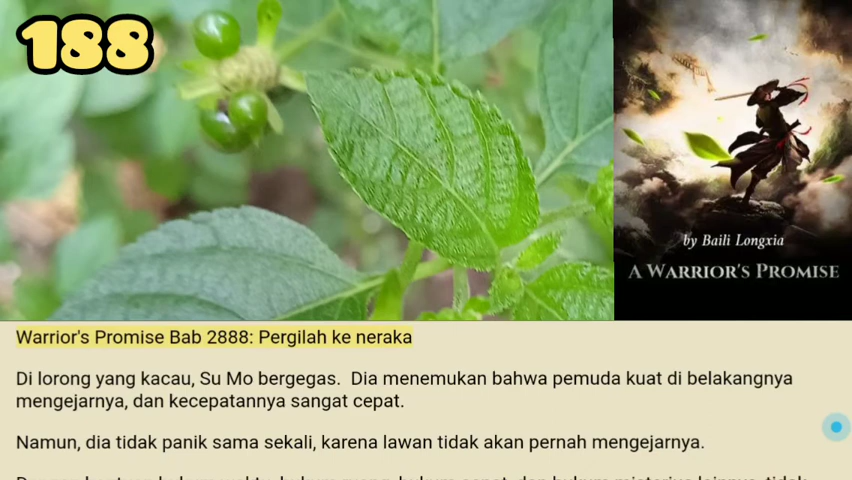 188
by Baili Longxia
A WARRIOR'S PROMISE
Warrior's Promise Bab 2888: Pergilah ke neraka
Di lorong yang kacau, Su Mo bergegas.  Dia menemukan bahwa pemuda kuat di belakangnya
mengejarnya, dan kecepatannya sangat cepat.
Namun, dia tidak panik sama sekali, karena lawan tidak akan pernah mengejarnya.